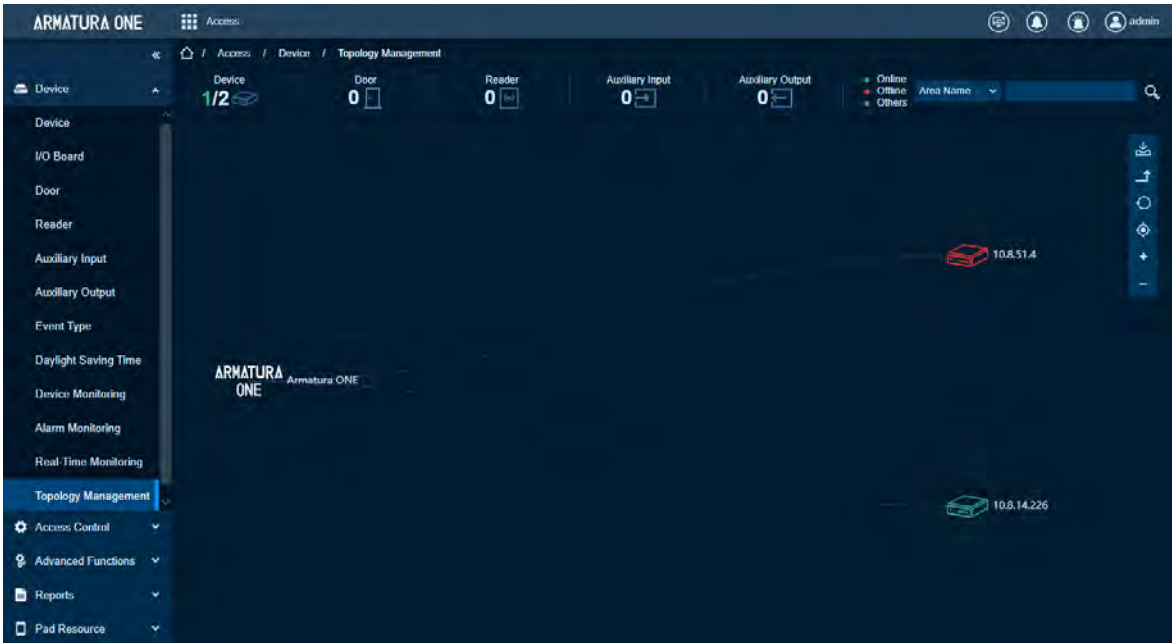 ARMATURA ONE
Access
admin
«
/ Access / Device / Topology Management
Device
Door
Reader
Auxiliary Input
Auxiliary Output
1/2
0
0
0
0
Online
Offline
Others
Area Name
Device
Device
I/O Board
Door
Reader
Auxiliary Input
Auxiliary Output
Event Type
Daylight Saving Time
Device Monitoring
Alarm Monitoring
Real-Time Monitoring
Topology Management
Access Control
Advanced Functions
Reports
Pad Resource
10.8.51.4
ARMATURA
ONE
Armatura ONE
10.8.14.226